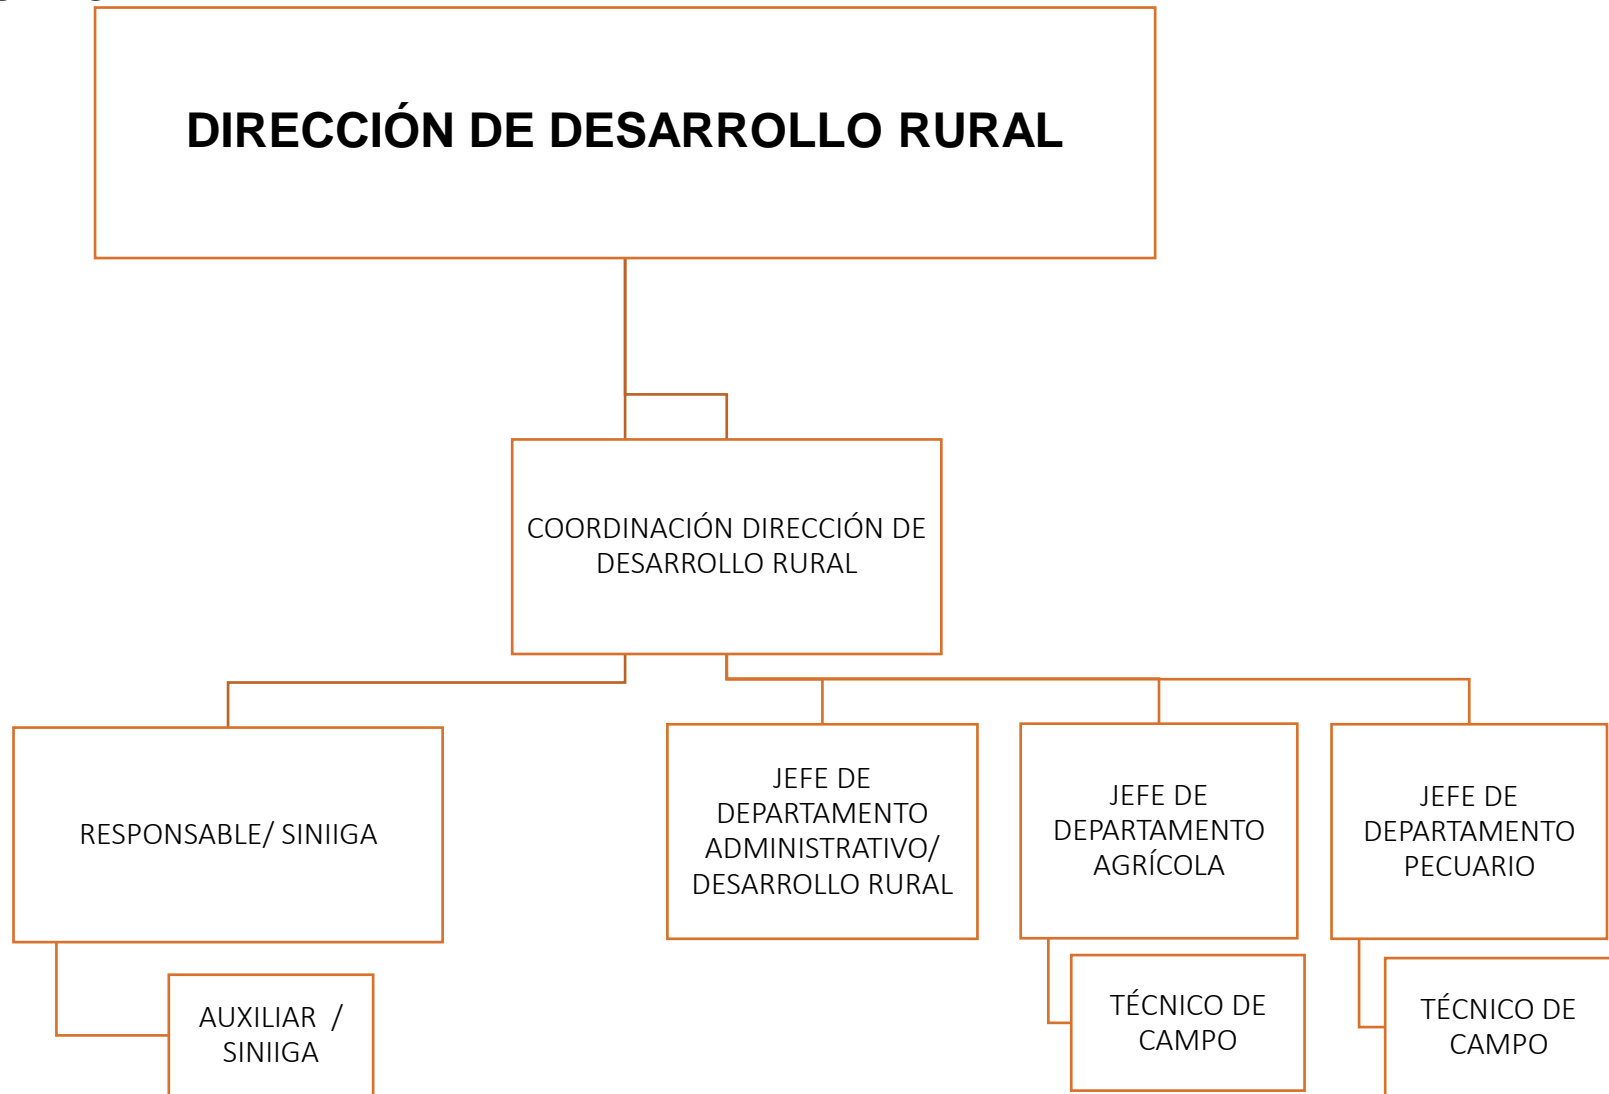 DIRECCIÓN DE DESARROLLO RURAL
COORDINACIÓN DIRECCIÓN DE
DESARROLLO RURAL
RESPONSABLE/ SINIIGA
JEFE DE
DEPARTAMENTO
ADMINISTRATIVO/
DESARROLLO RURAL
JEFE DE
DEPARTAMENTO
AGRÍCOLA
JEFE DE
DEPARTAMENTO
PECUARIO
AUXILIAR /
SINIIGA
TÉCNICO DE
CAMPO
TÉCNICO DE
CAMPO